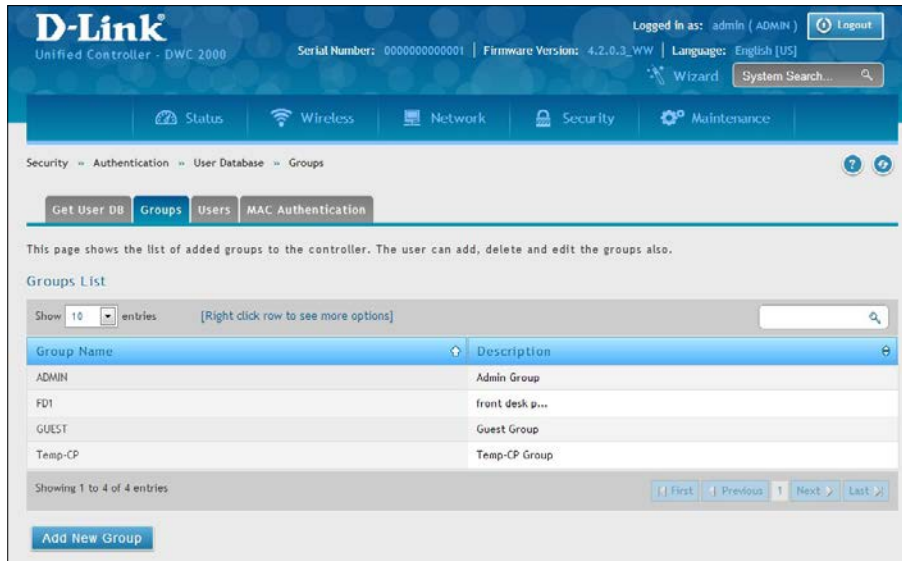 D-Link
Logged in as: admin ( ADMIN ) Logout
Unified Controller - DWC 2000
Serial Number: 0000000000001 | Firmware Version: 4.2.0.3_WW | Language: English [US]
Wizard System Search...
Status Wireless Network Security Maintenance
Security » Authentication » User Database » Groups
Get User DB Groups Users MAC Authentication
This page shows the list of added groups to the controller. The user can add, delete and edit the groups also.
Groups List
Show 10 entries [Right click row to see more options]
Group Name Description
ADMIN Admin Group
FD1 front desk p...
GUEST Guest Group
Temp-CP Temp-CP Group
Showing 1 to 4 of 4 entries First Previous 1 Next Last
Add New Group